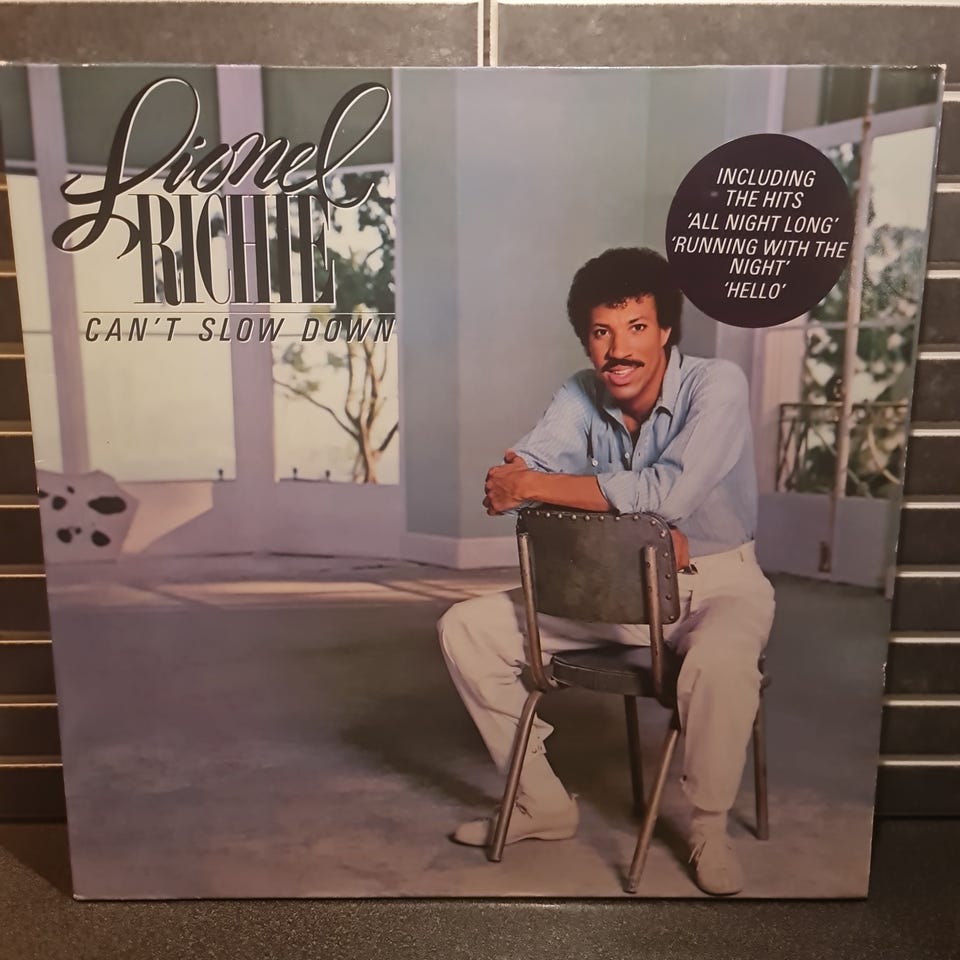 Lionel
RICHIE
CAN'T SLOW DOWN
INCLUDING
THE HITS
'ALL NIGHT LONG'
'RUNNING WITH THE
NIGHT'
'HELLO'